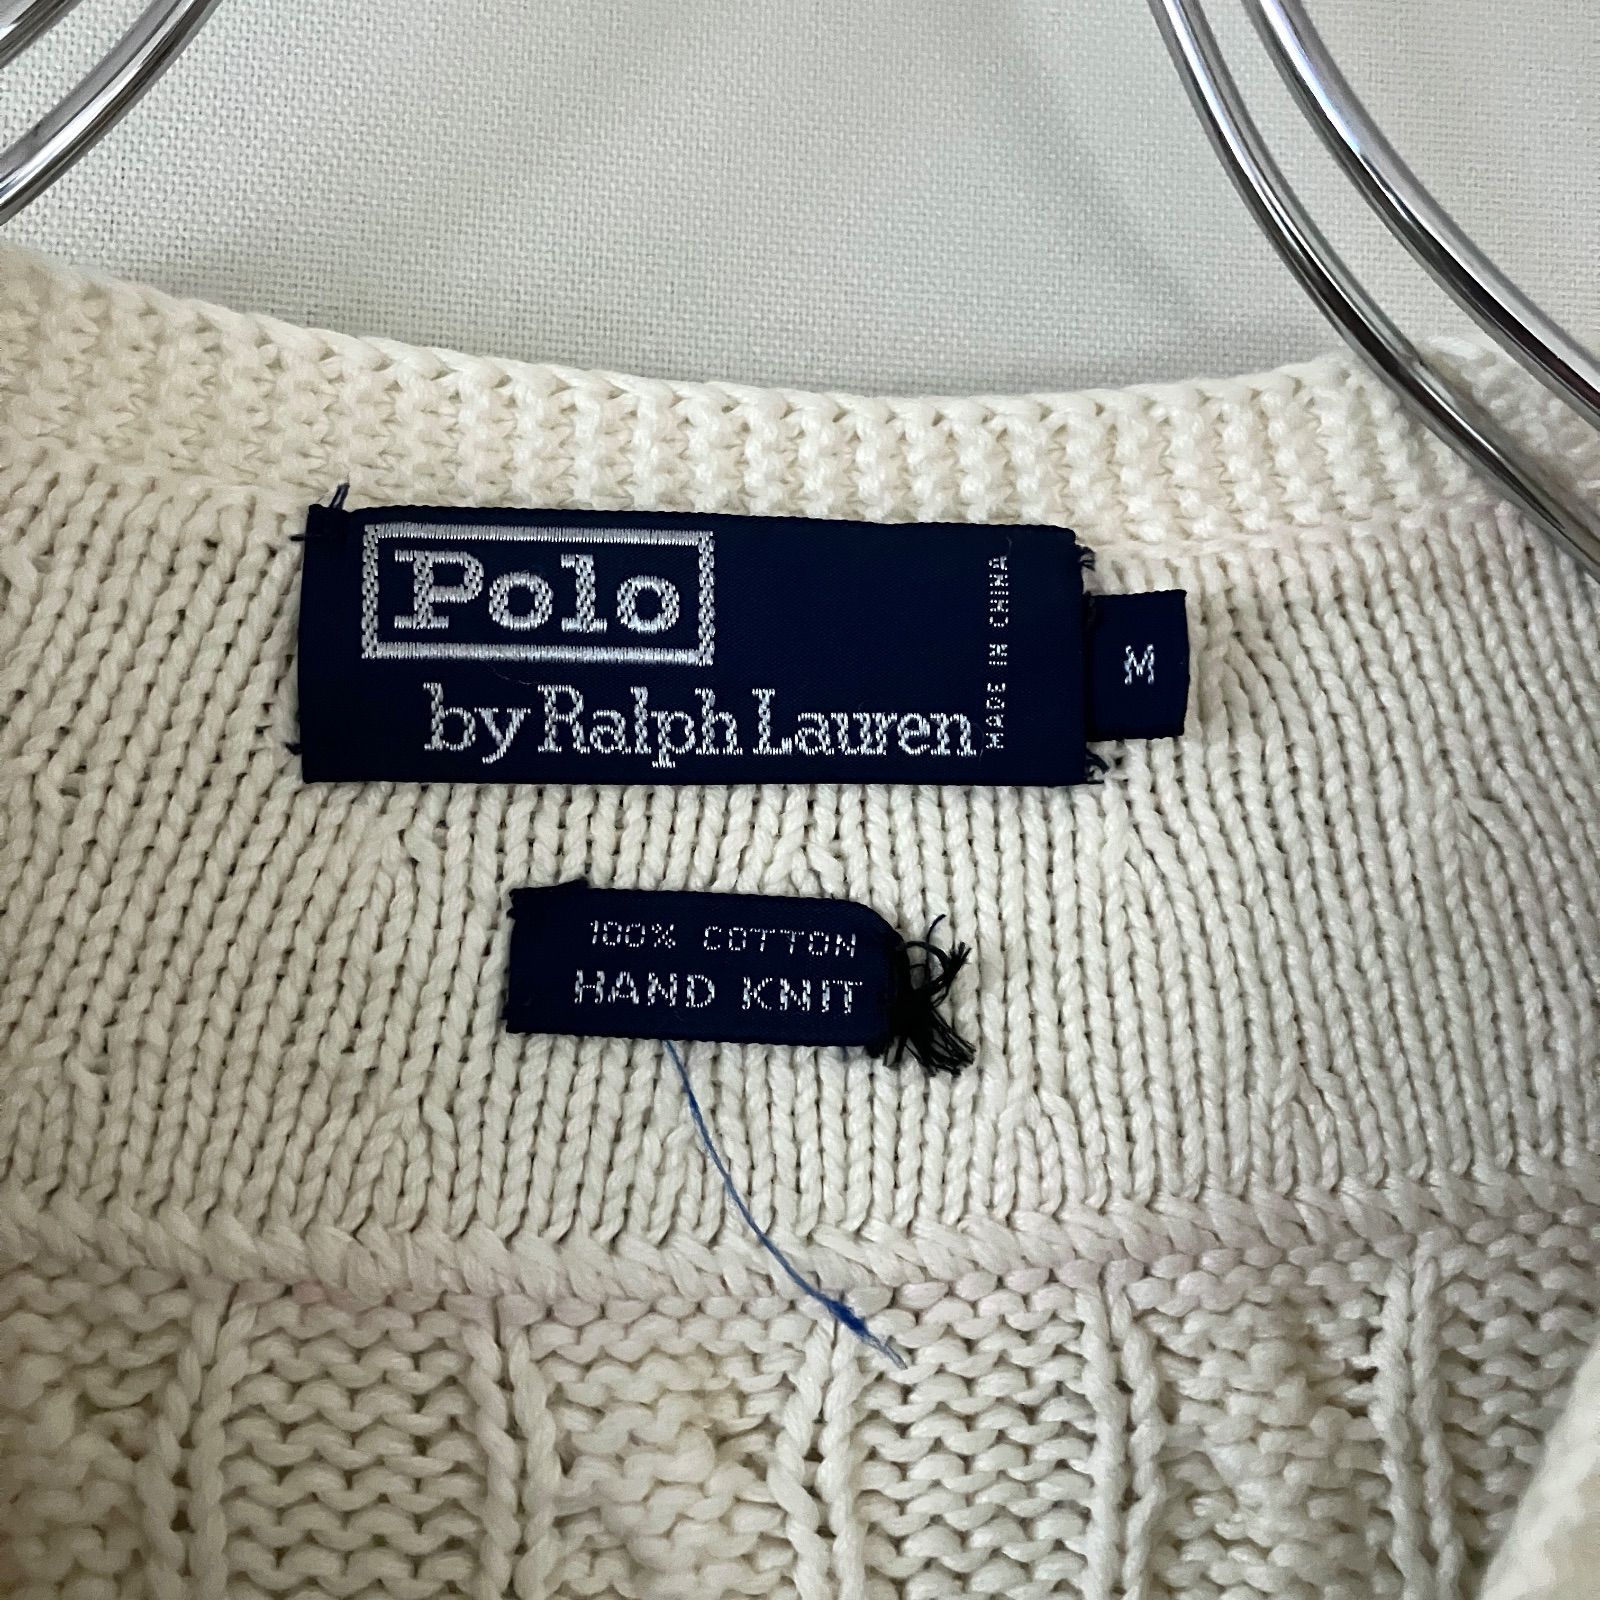 Polo
by Ralph Lauren
MADE IN CHINA
M
100% COTTON
HAND KNIT